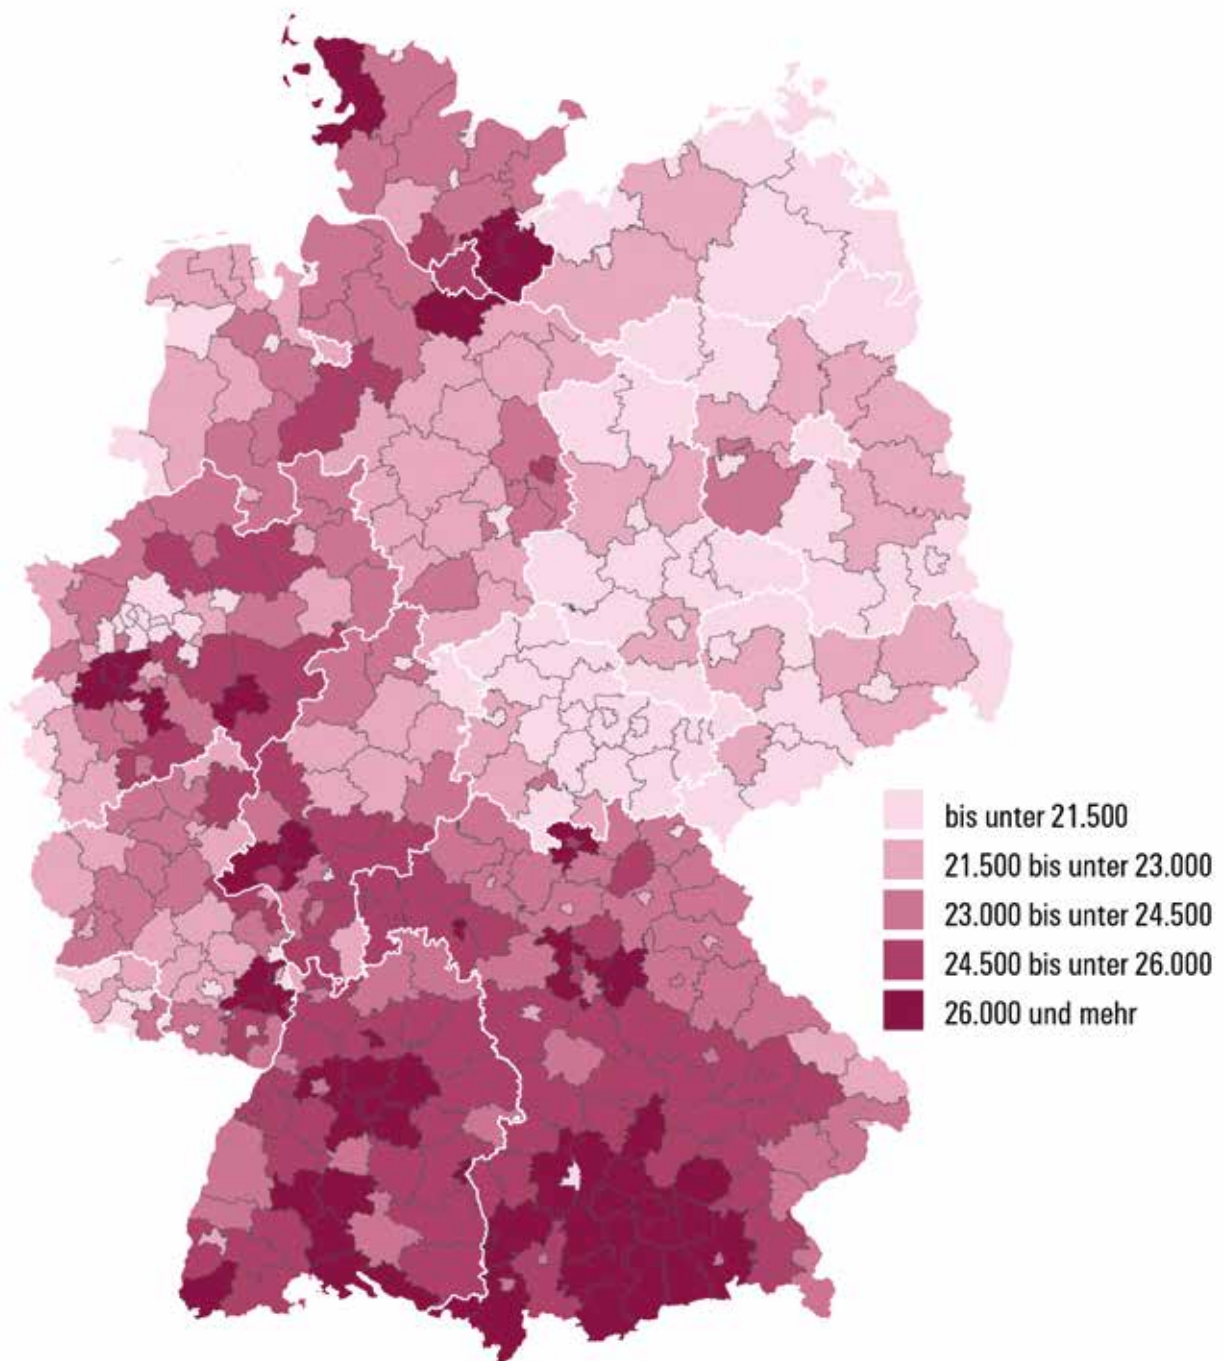 bis unter 21.500
21.500 bis unter 23.000
23.000 bis unter 24.500
24.500 bis unter 26.000
26.000 und mehr